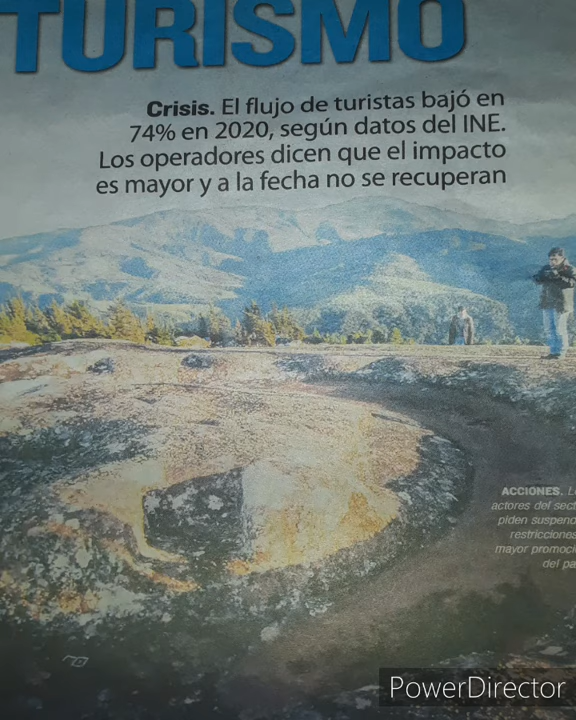 TURISMO
Crisis. El flujo de turistas bajó en
74% en 2020, según datos del INE.
Los operadores dicen que el impacto
es mayor y a la fecha no se recuperan
ACCIONES.
actores del sect
piden suspend
restricciones
mayor promoci
del pa
PowerDirector